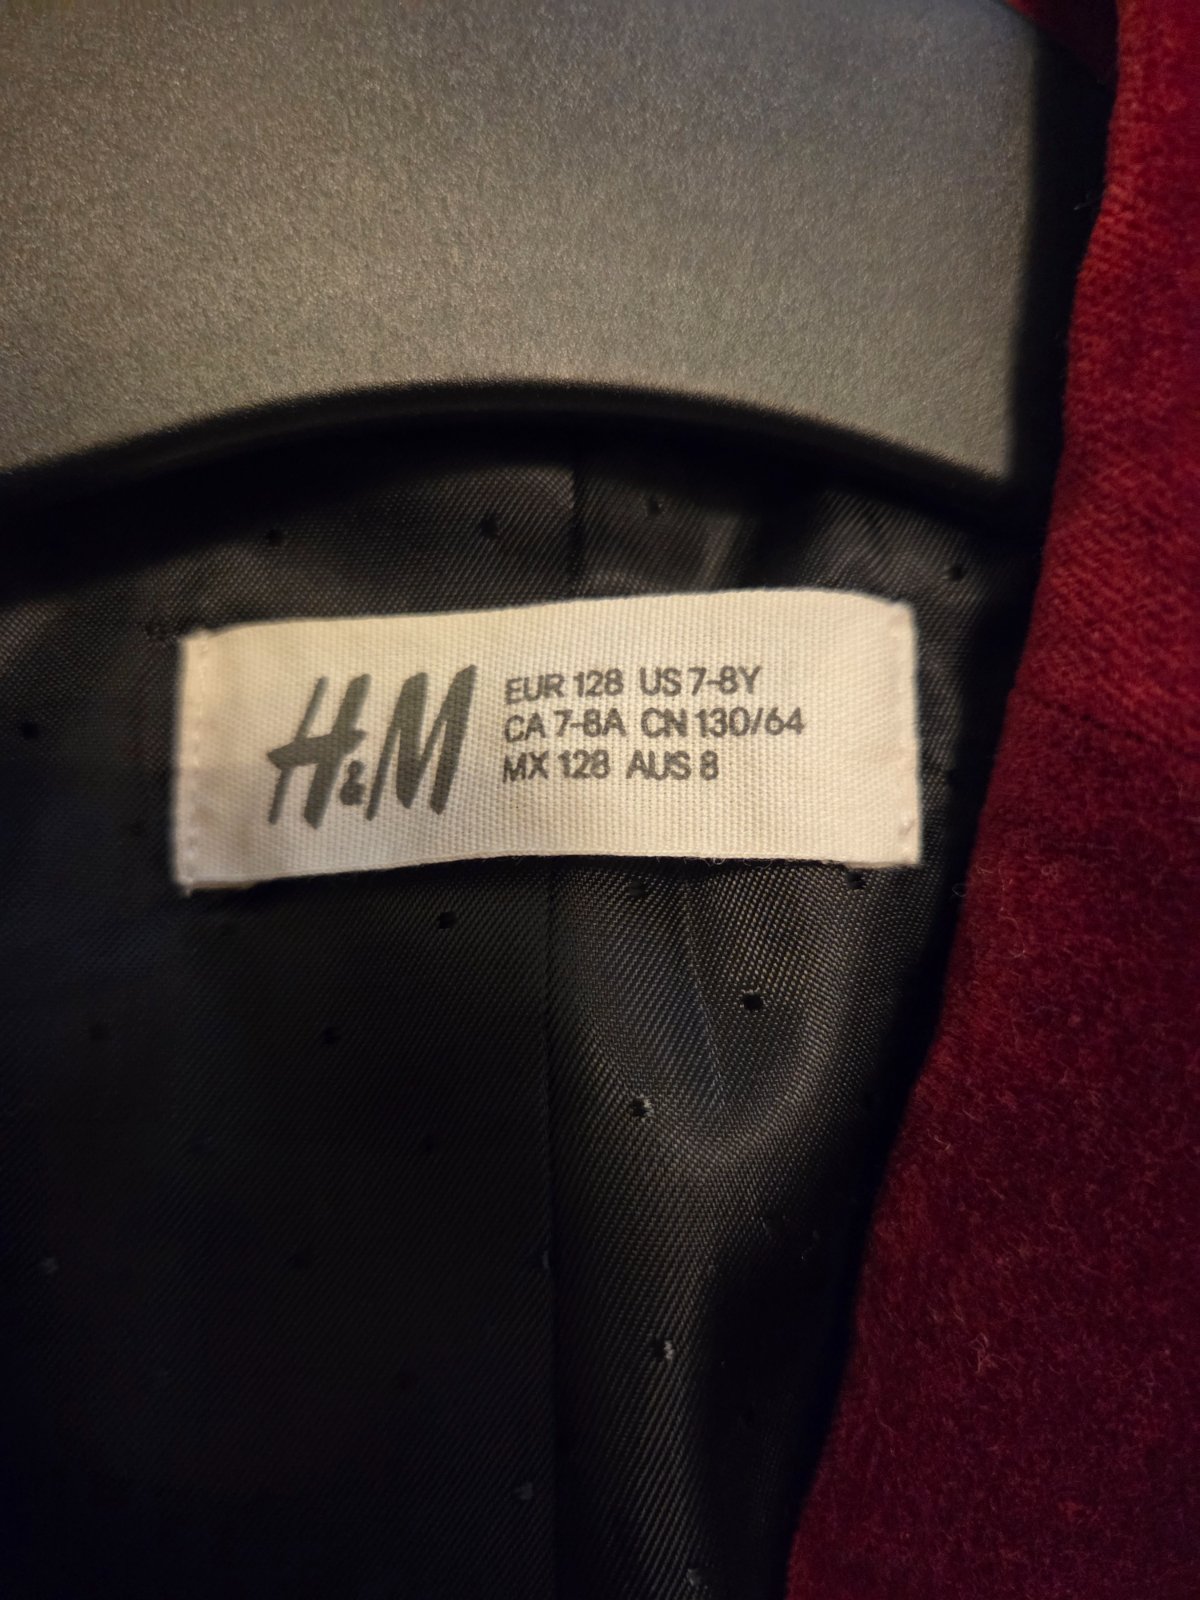 H&M
EUR 128 US 7-8Y
CA 7-8A CN 130/64
MX 128 AUS 8